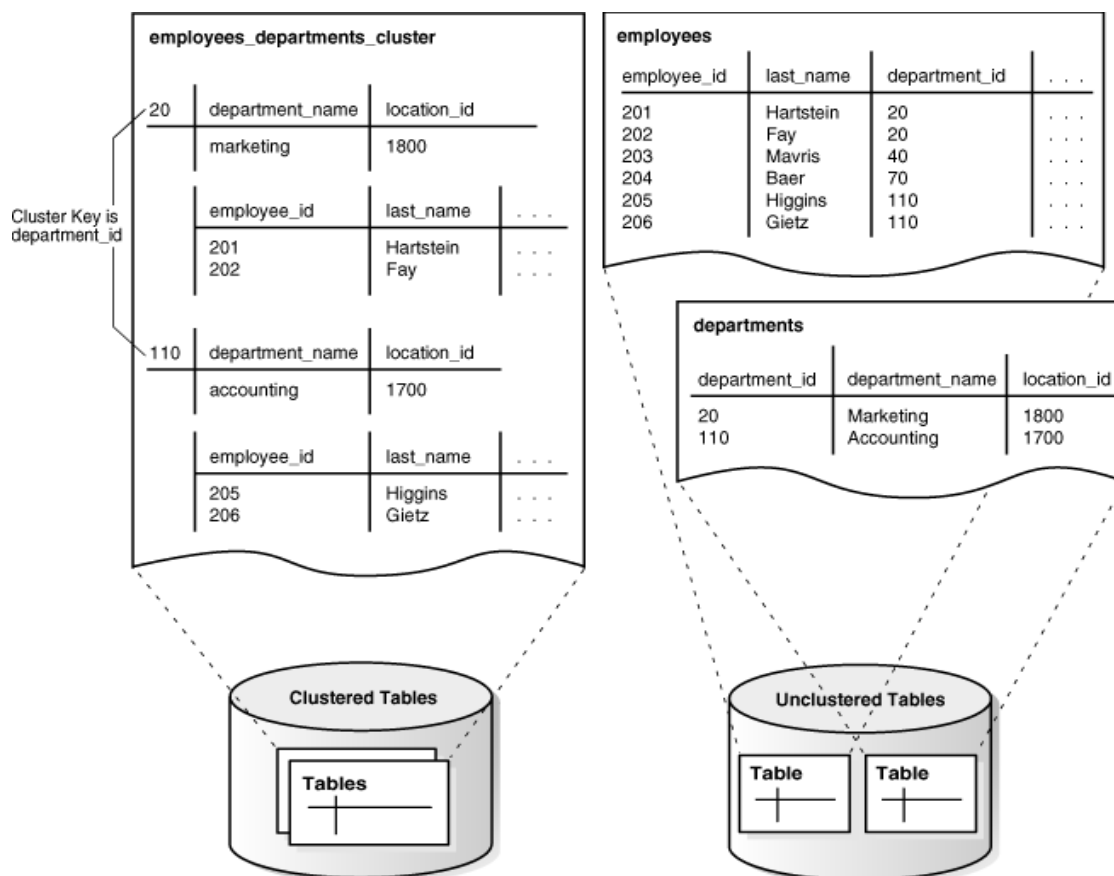 employees_departments_cluster
20 department_name location_id
marketing 1800
employee_id last_name . . .
201 Hartstein . . .
202 Fay . . .
Cluster Key is
department_id
110 department_name location_id
accounting 1700
employee_id last_name . . .
205 Higgins . . .
206 Gietz . . .
employees
employee_id last_name department_id . . .
201 Hartstein 20 . . .
202 Fay 20 . . .
203 Mavris 40 . . .
204 Baer 70 . . .
205 Higgins 110 . . .
206 Gietz 110 . . .
departments
department_id department_name location_id
20 Marketing 1800
110 Accounting 1700
Clustered Tables
Tables
Unclustered Tables
Table Table